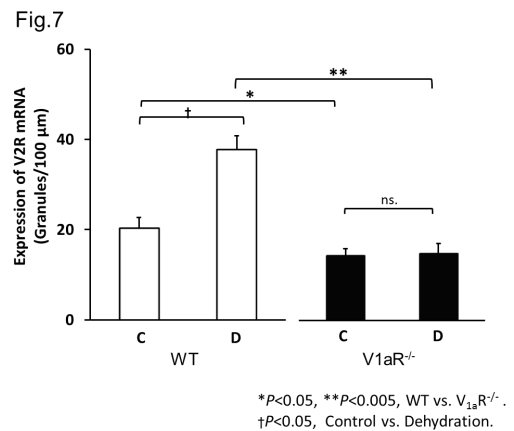 Fig.7
Expression of V2R mRNA
(Granules/100 μm)
60
40
20
0
**
*
†
ns.
C D C D
WT V1aR-/-
*P<0.05, **P<0.005, WT vs. V1aR-/- .
†P<0.05, Control vs. Dehydration.